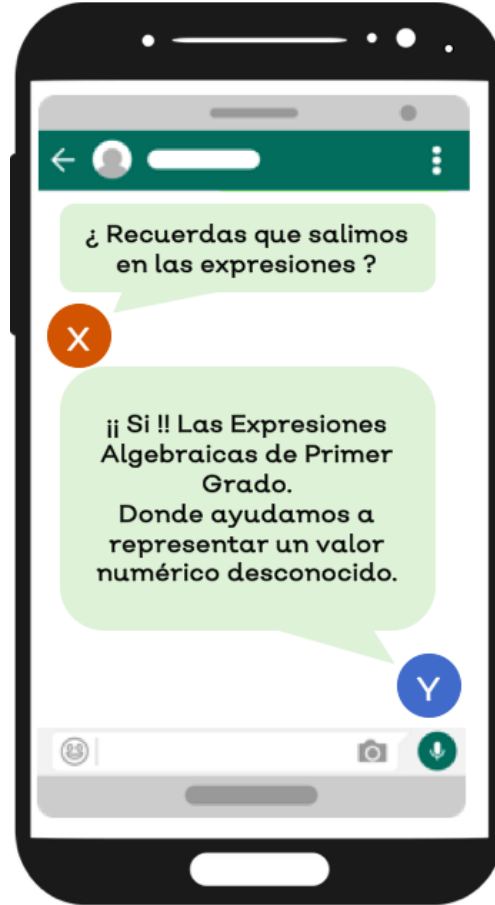 ¿ Recuerdas que salimos
en las expresiones ?
X
¡¡ Si !! Las Expresiones
Algebraicas de Primer
Grado.
Donde ayudamos a
representar un valor
numérico desconocido.
Y